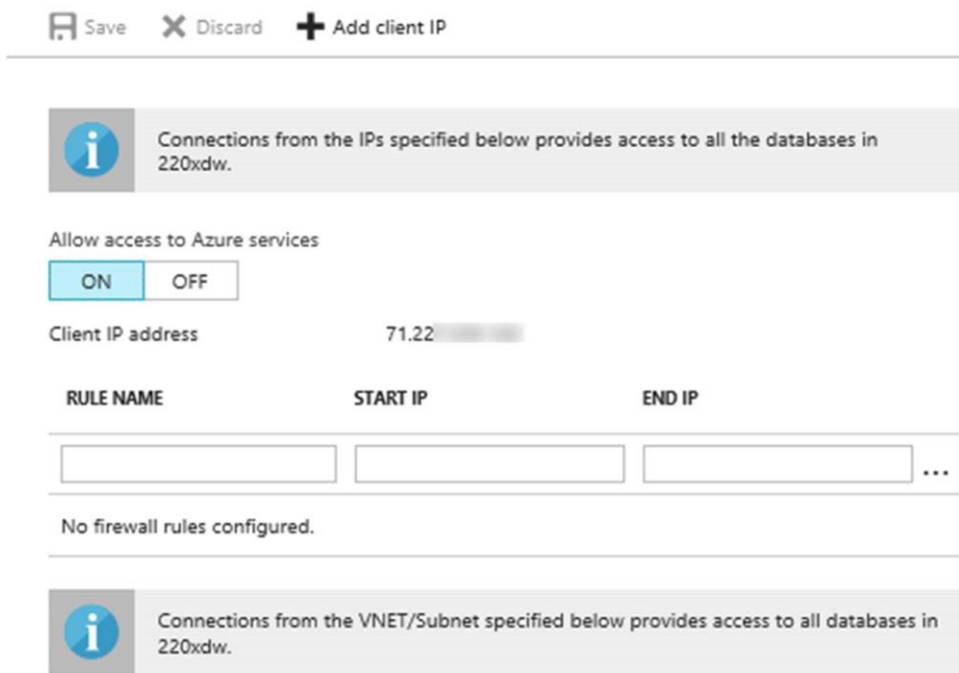 Save Discard Add client IP
Connections from the IPs specified below provides access to all the databases in
220xdw.
Allow access to Azure services
ON OFF
Client IP address 71.22
RULE NAME START IP END IP
...
No firewall rules configured.
Connections from the VNET/Subnet specified below provides access to all databases in
220xdw.